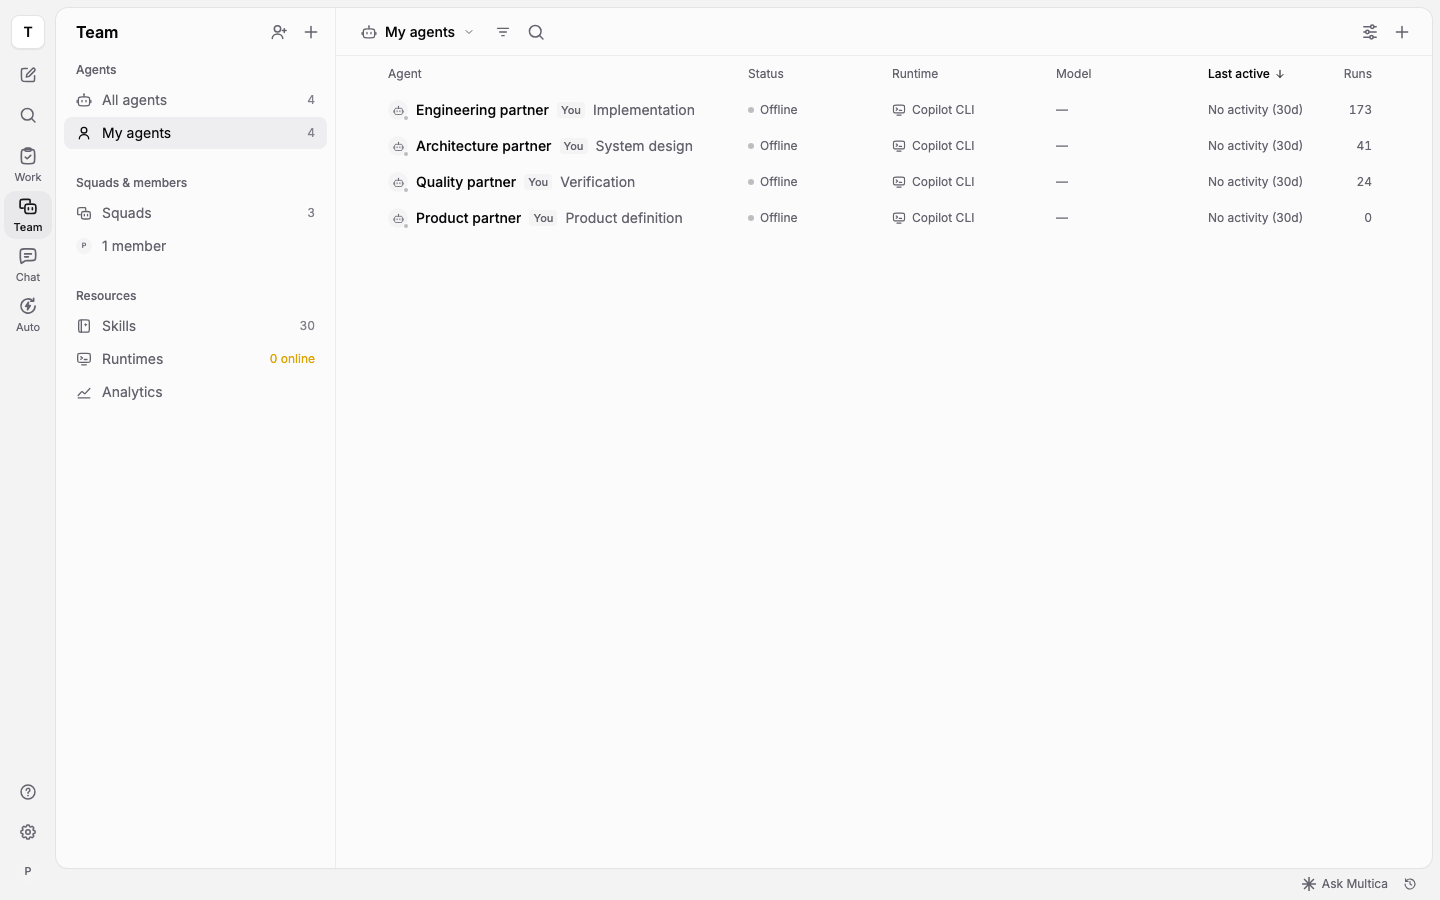 T
Work
Team
Chat
Auto
P
Team
Agents
All agents 4
My agents 4
Squads & members
Squads 3
P 1 member
Resources
Skills 30
Runtimes 0 online
Analytics
My agents
Agent Status Runtime Model Last active ↓ Runs
Engineering partner You Implementation Offline Copilot CLI — No activity (30d) 173
Architecture partner You System design Offline Copilot CLI — No activity (30d) 41
Quality partner You Verification Offline Copilot CLI — No activity (30d) 24
Product partner You Product definition Offline Copilot CLI — No activity (30d) 0
Ask Multica